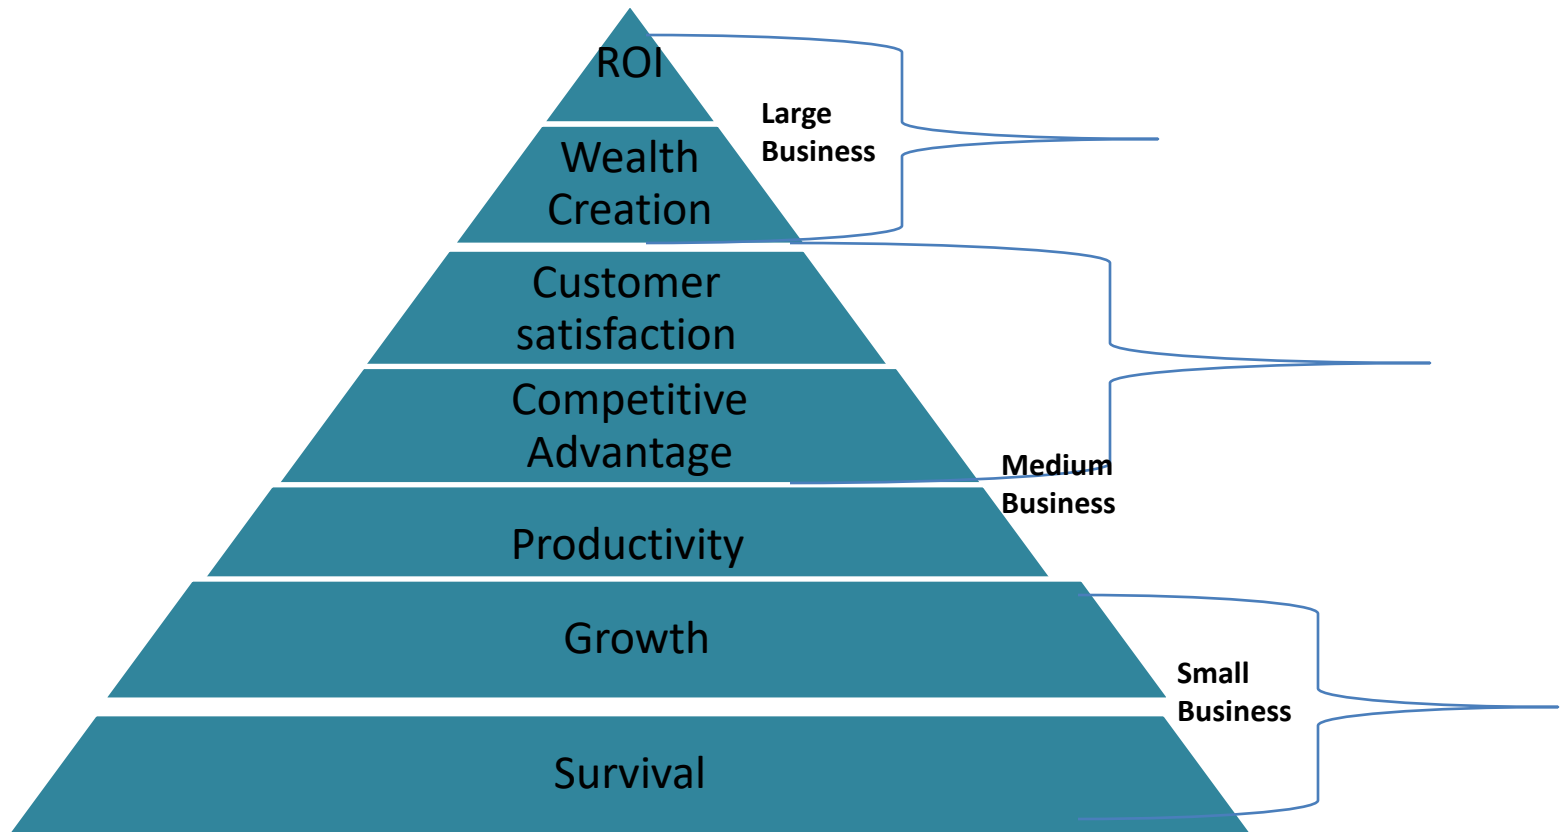 ROI
Large
Business
Wealth
Creation
Customer
satisfaction
Competitive
Advantage
Medium
Business
Productivity
Growth
Small
Business
Survival